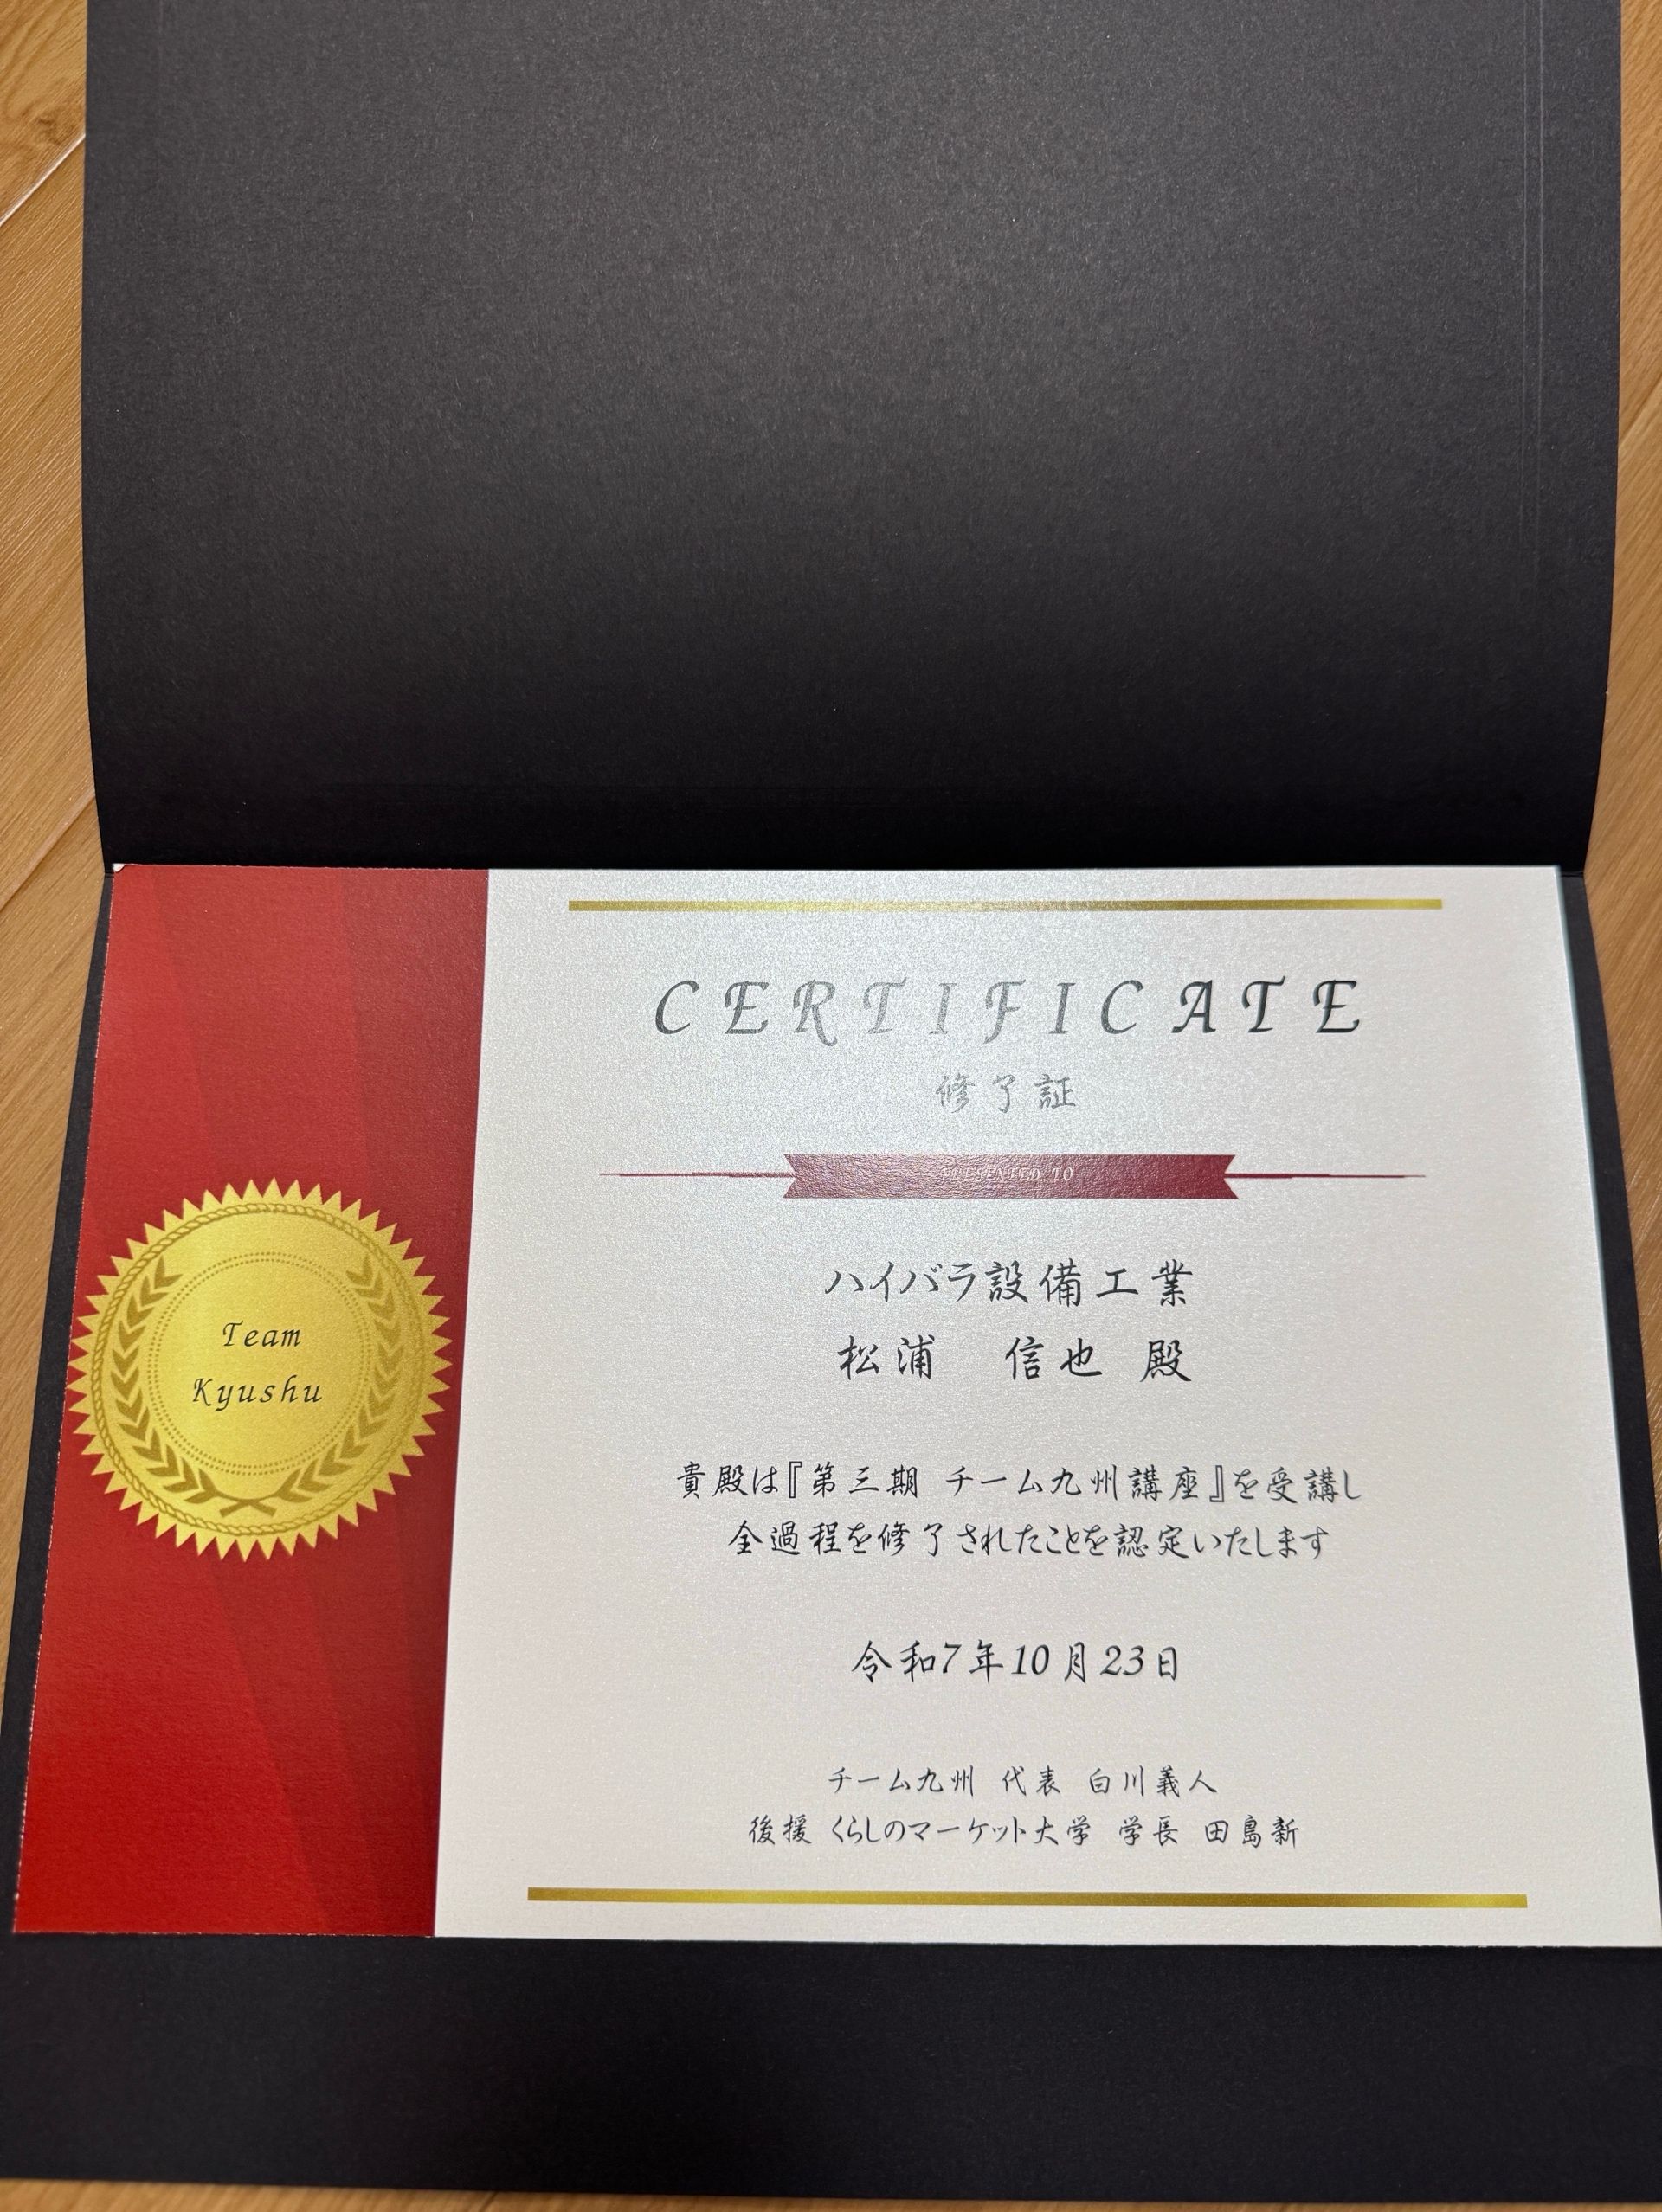 CERTIFICATE
修了証
PRESENTED TO
ハイバラ設備工業
松浦 信也 殿
貴殿は『第三期 チーム九州講座』を受講し
全過程を修了されたことを認定いたします
令和7年10月23日
チーム九州 代表 白川義人
後援 くらしのマーケット大学 学長 田島新
Team
Kyushu